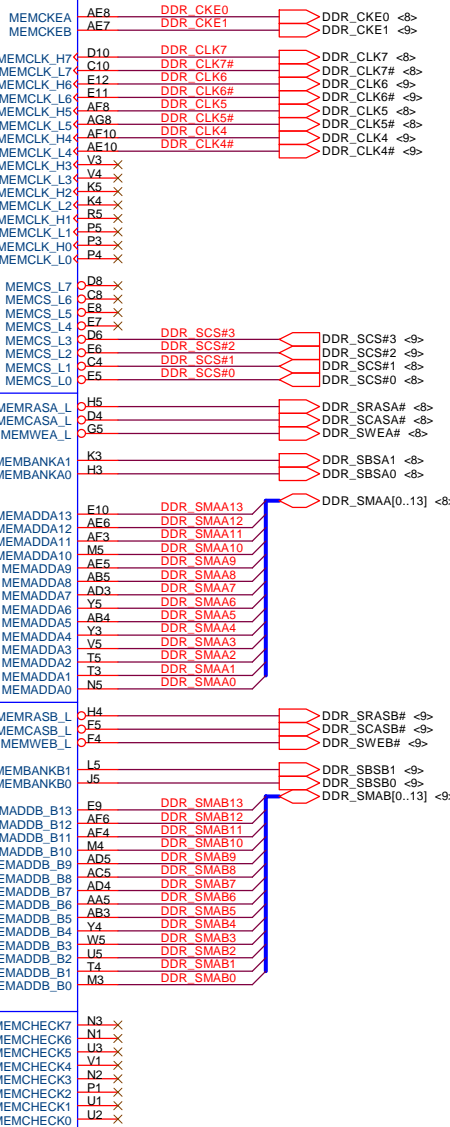 MEMCKEA AE8 DDR_CKE0 DDR_CKE0 <8>
MEMCKEB AE7 DDR_CKE1 DDR_CKE1 <9>
MEMCLK_H7 D10 DDR_CLK7 DDR_CLK7 <8>
MEMCLK_L7 C10 DDR_CLK7# DDR_CLK7# <8>
MEMCLK_H6 E12 DDR_CLK6 DDR_CLK6 <9>
MEMCLK_L6 E11 DDR_CLK6# DDR_CLK6# <9>
MEMCLK_H5 AF8 DDR_CLK5 DDR_CLK5 <8>
MEMCLK_L5 AG8 DDR_CLK5# DDR_CLK5# <8>
MEMCLK_H4 AF10 DDR_CLK4 DDR_CLK4 <9>
MEMCLK_L4 AE10 DDR_CLK4# DDR_CLK4# <9>
MEMCLK_H3 V3
MEMCLK_L3 V4
MEMCLK_H2 K5
MEMCLK_L2 K4
MEMCLK_H1 R5
MEMCLK_L1 P5
MEMCLK_H0 P3
MEMCLK_L0 P4
MEMCS_L7 D8
MEMCS_L6 C8
MEMCS_L5 E8
MEMCS_L4 E7
MEMCS_L3 D6 DDR_SCS#3 DDR_SCS#3 <9>
MEMCS_L2 E6 DDR_SCS#2 DDR_SCS#2 <9>
MEMCS_L1 C4 DDR_SCS#1 DDR_SCS#1 <8>
MEMCS_L0 E5 DDR_SCS#0 DDR_SCS#0 <8>
MEMRASA_L H5 DDR_SRASA# <8>
MEMCASA_L D4 DDR_SCASA# <8>
MEMWEA_L G5 DDR_SWEA# <8>
MEMBANKA1 K3 DDR_SBSA1 <8>
MEMBANKA0 H3 DDR_SBSA0 <8>
DDR_SMAA[0..13] <8>
MEMADDA13 E10 DDR_SMAA13
MEMADDA12 AE6 DDR_SMAA12
MEMADDA11 AF3 DDR_SMAA11
MEMADDA10 M5 DDR_SMAA10
MEMADDA9 AE5 DDR_SMAA9
MEMADDA8 AB5 DDR_SMAA8
MEMADDA7 AD3 DDR_SMAA7
MEMADDA6 Y5 DDR_SMAA6
MEMADDA5 AB4 DDR_SMAA5
MEMADDA4 Y3 DDR_SMAA4
MEMADDA3 V5 DDR_SMAA3
MEMADDA2 T5 DDR_SMAA2
MEMADDA1 T3 DDR_SMAA1
MEMADDA0 N5 DDR_SMAA0
MEMRASB_L H4 DDR_SRASB# <9>
MEMCASB_L F5 DDR_SCASB# <9>
MEMWEB_L F4 DDR_SWEB# <9>
MEMBANKB1 L5 DDR_SBSB1 <9>
MEMBANKB0 J5 DDR_SBSB0 <9>
DDR_SMAB[0..13] <9
MADDB_B13 E9 DDR_SMAB13
MADDB_B12 AF6 DDR_SMAB12
MADDB_B11 AF4 DDR_SMAB11
MADDB_B10 M4 DDR_SMAB10
EMADDB_B9 AD5 DDR_SMAB9
EMADDB_B8 AC5 DDR_SMAB8
EMADDB_B7 AD4 DDR_SMAB7
EMADDB_B6 AA5 DDR_SMAB6
EMADDB_B5 AB3 DDR_SMAB5
EMADDB_B4 Y4 DDR_SMAB4
EMADDB_B3 W5 DDR_SMAB3
EMADDB_B2 U5 DDR_SMAB2
EMADDB_B1 T4 DDR_SMAB1
EMADDB_B0 M3 DDR_SMAB0
MEMCHECK7 N3
MEMCHECK6 N1
MEMCHECK5 U3
MEMCHECK4 V1
MEMCHECK3 N2
MEMCHECK2 P1
MEMCHECK1 U1
MEMCHECK0 U2